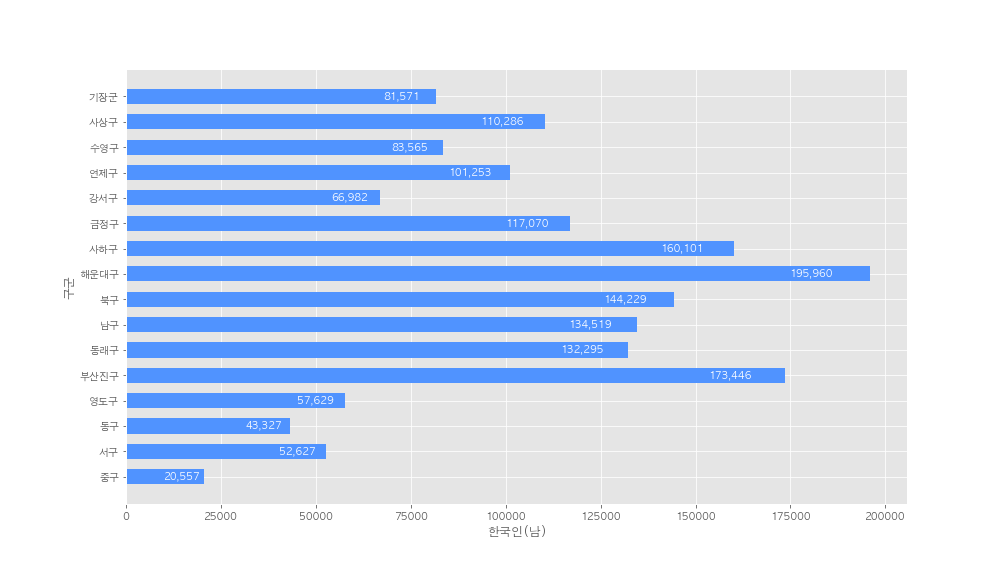 기장군 81,571
사상구 110,286
수영구 83,565
연제구 101,253
강서구 66,982
금정구 117,070
사하구 160,101
해운대구 195,960
북구 144,229
남구 134,519
동래구 132,295
부산진구 173,446
영도구 57,629
동구 43,327
서구 52,627
중구 20,557
구군
0 25000 50000 75000 100000 125000 150000 175000 200000
한국인(남)